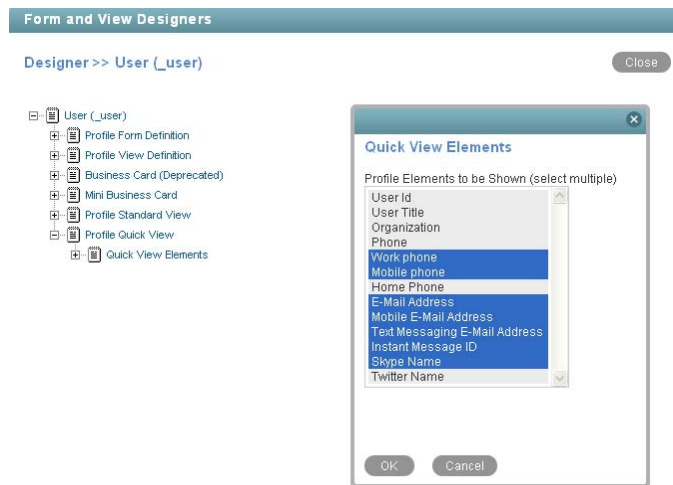 Form and View Designers
Designer >> User (_user)
Close
User (_user)
Profile Form Definition
Profile View Definition
Business Card (Deprecated)
Mini Business Card
Profile Standard View
Profile Quick View
Quick View Elements
Quick View Elements
Profile Elements to be Shown (select multiple)
User Id
User Title
Organization
Phone
Work phone
Mobile phone
Home Phone
E-Mail Address
Mobile E-Mail Address
Text Messaging E-Mail Address
Instant Message ID
Skype Name
Twitter Name
OK
Cancel